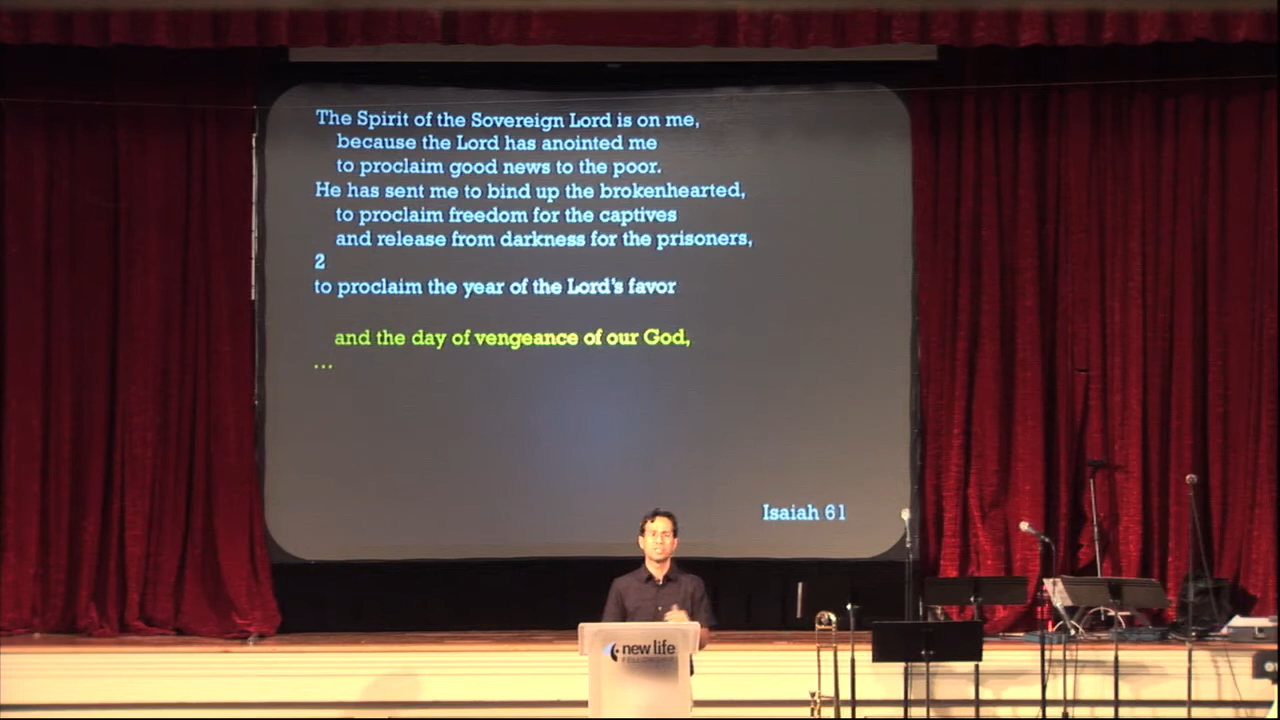 The Spirit of the Sovereign Lord is on me,
because the Lord has anointed me
to proclaim good news to the poor.
He has sent me to bind up the brokenhearted,
to proclaim freedom for the captives
and release from darkness for the prisoners,
2
to proclaim the year of the Lord's favor
and the day of vengeance of our God,
...
Isaiah 61
new life
FELLOWSHIP